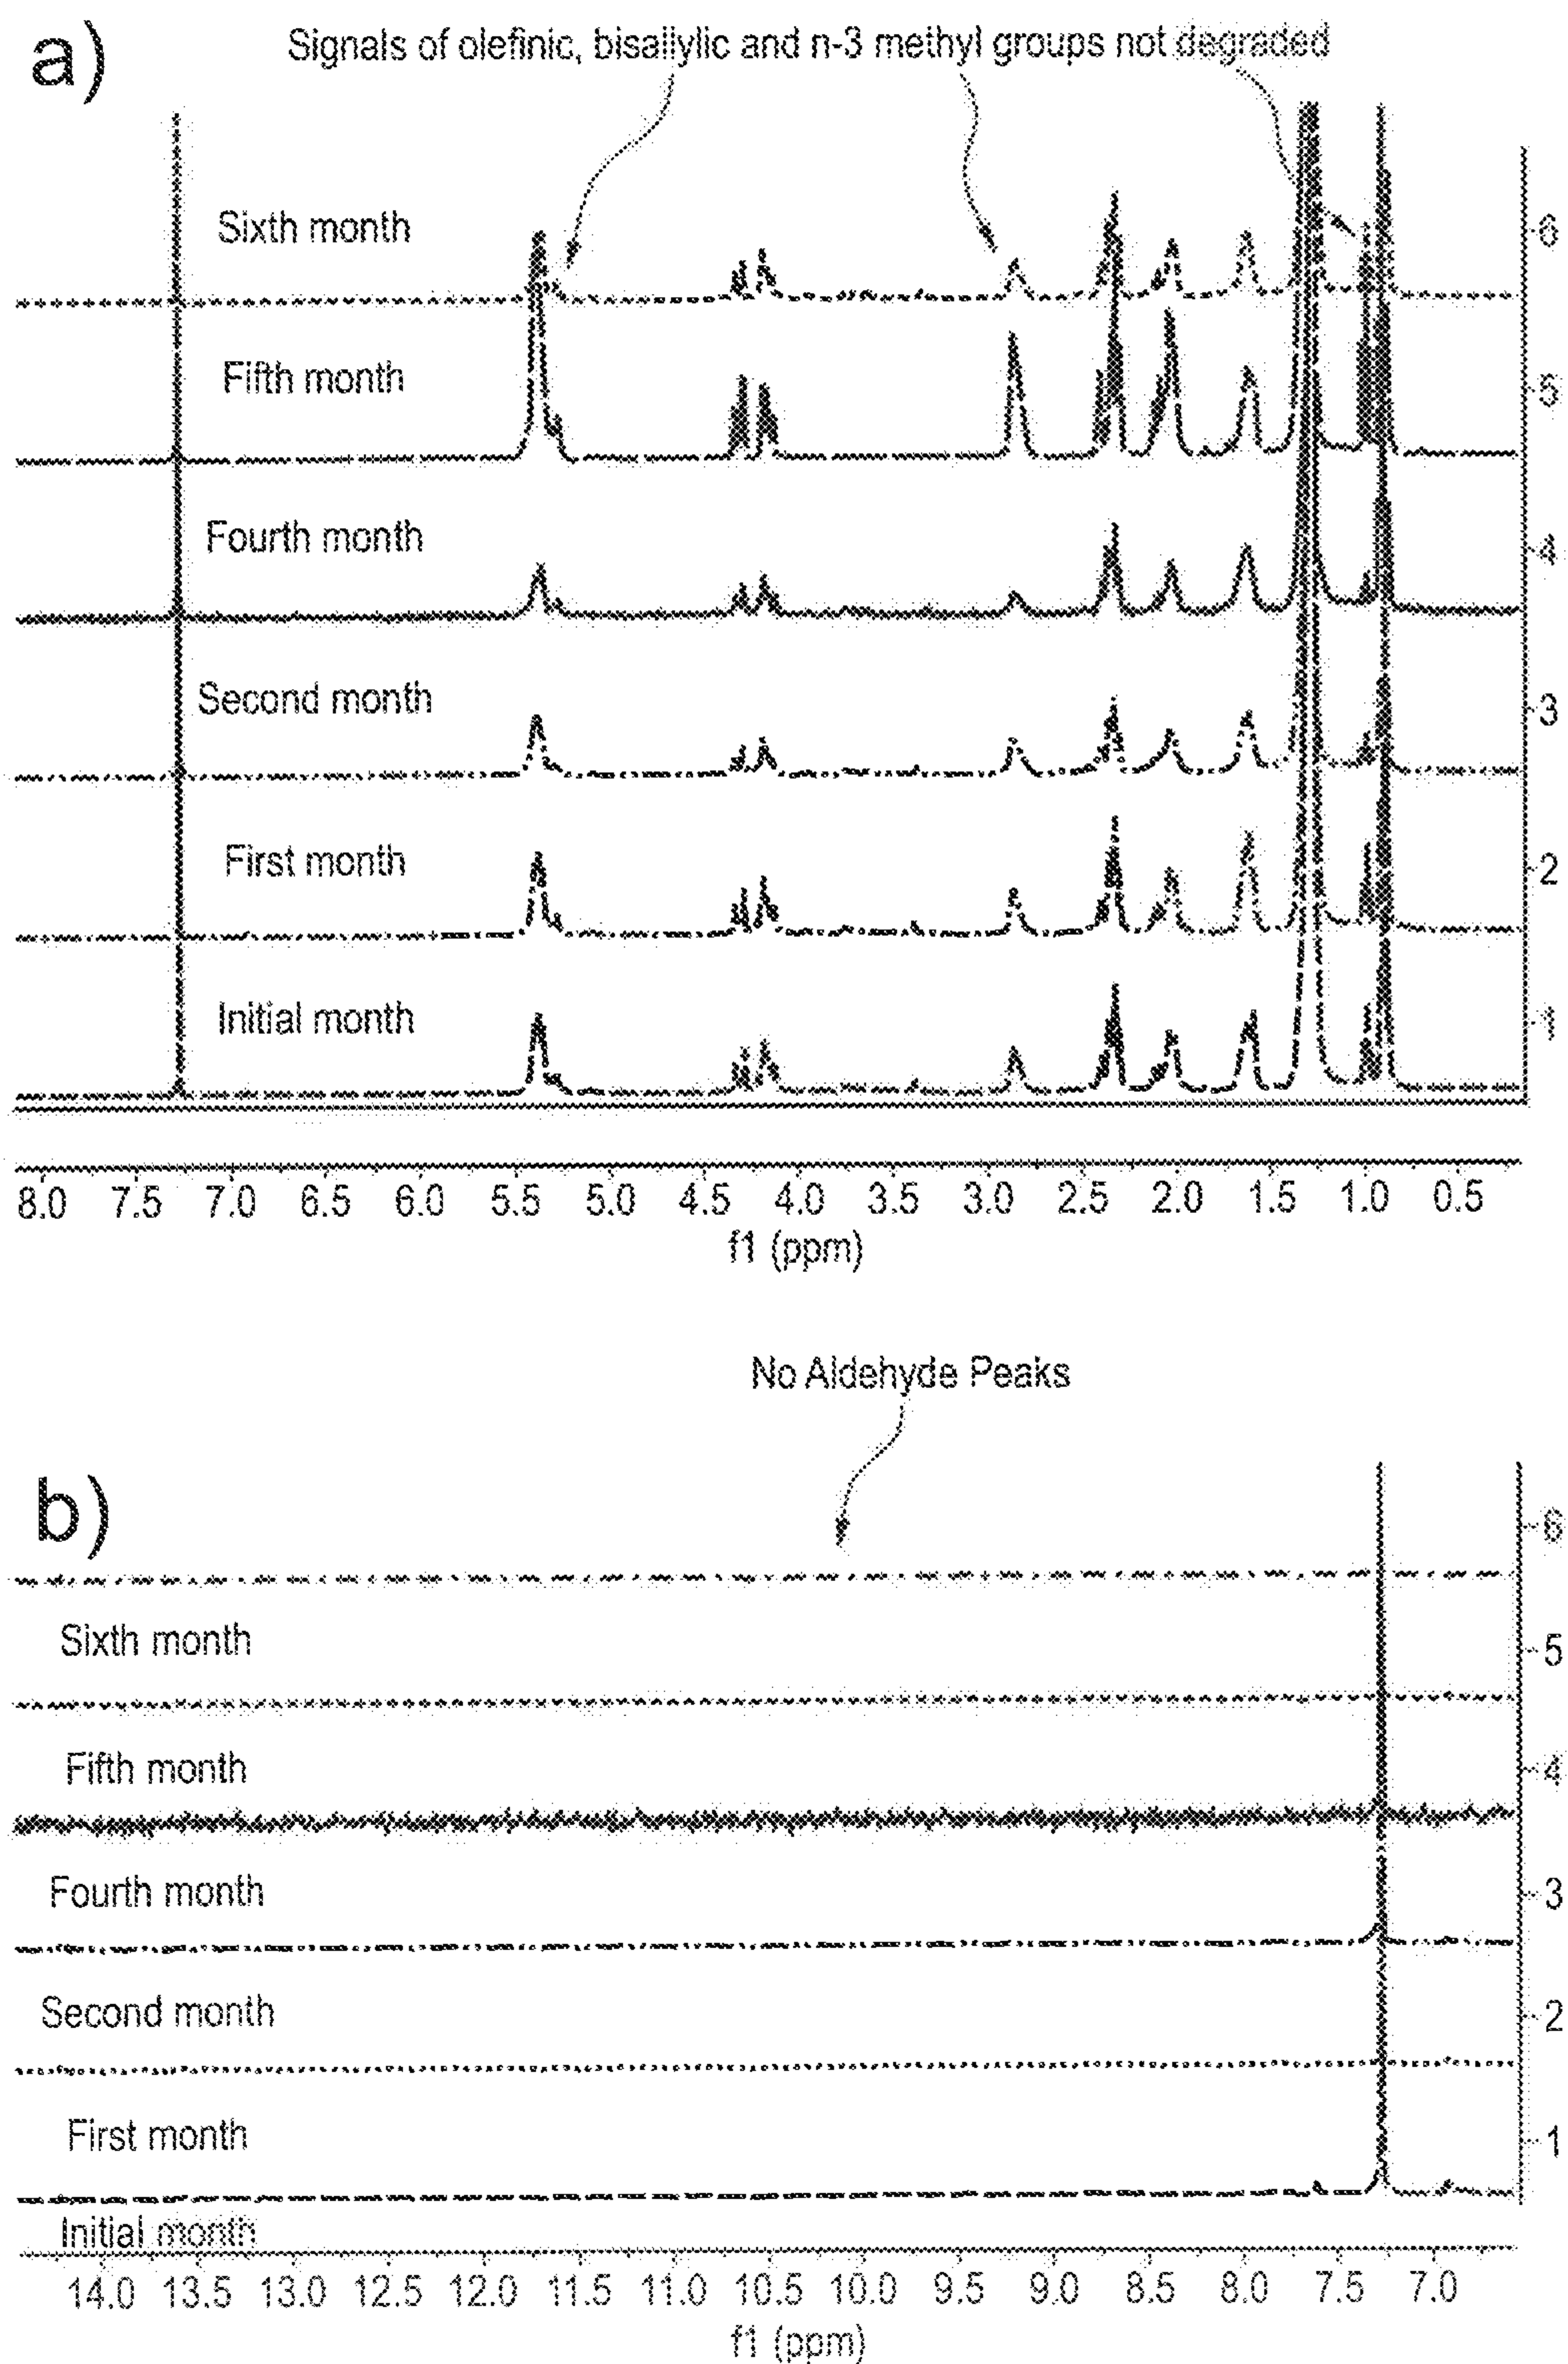 a)
Signals of olefinic, bisallylic and n-3 methyl groups not degraded
Sixth month
6
Fifth month
5
Fourth month
4
Second month
3
First month
2
Initial month
1
8.0 7.5 7.0 6.5 6.0 5.5 5.0 4.5 4.0 3.5 3.0 2.5 2.0 1.5 1.0 0.5
f1 (ppm)
No Aldehyde Peaks
b)
6
Sixth month
5
Fifth month
4
Fourth month
3
Second month
2
First month
1
Initial month
14.0 13.5 13.0 12.5 12.0 11.5 11.0 10.5 10.0 9.5 9.0 8.5 8.0 7.5 7.0
f1 (ppm)